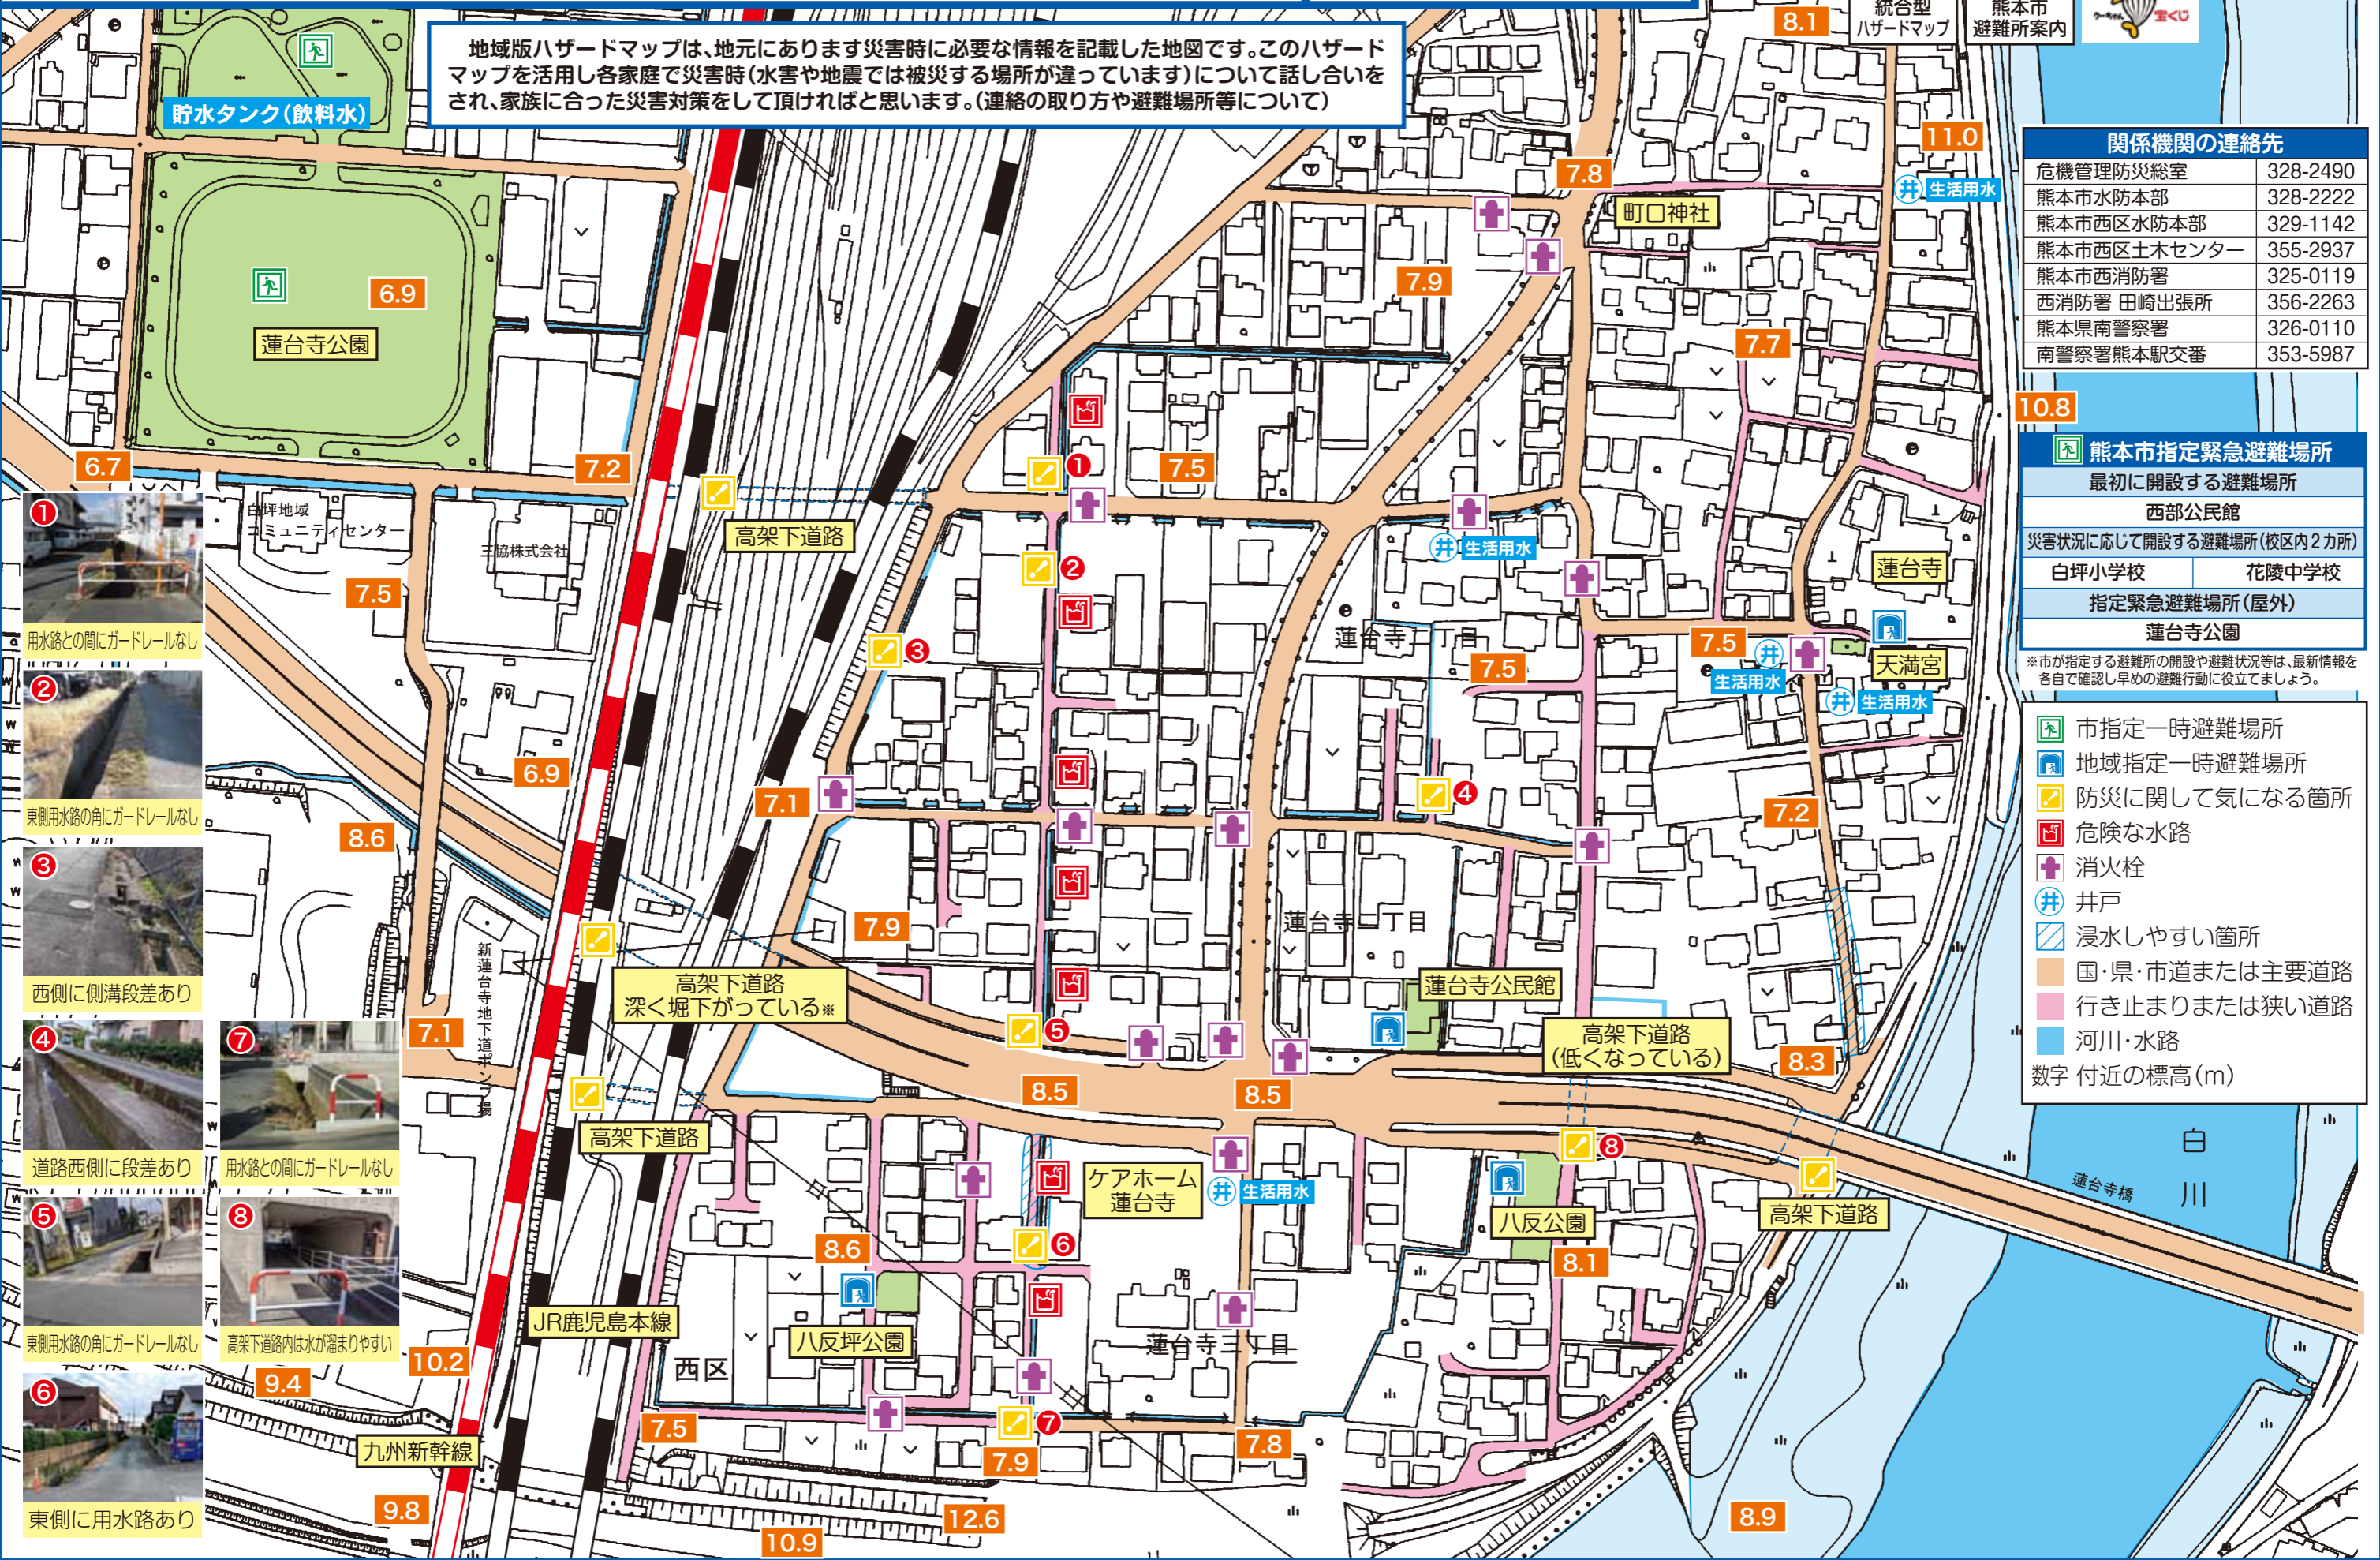 統合型
ハザードマップ
熊本市
避難所案内
宝くじ
地域版ハザードマップは、地元にあります災害時に必要な情報を記載した地図です。このハザード
マップを活用し各家庭で災害時(水害や地震では被災する場所が違っています)について話し合いを
され、家族に合った災害対策をして頂ければと思います。(連絡の取り方や避難場所等について)
貯水タンク(飲料水)
8.1
11.0
7.8
井 生活用水
町口神社
6.9
7.9
蓮台寺公園
7.7
10.8
関係機関の連絡先
危機管理防災総室 328-2490
熊本市水防本部 328-2222
熊本市西区水防本部 329-1142
熊本市西区土木センター 355-2937
熊本市西消防署 325-0119
西消防署 田崎出張所 356-2263
熊本県南警察署 326-0110
南警察署熊本駅交番 353-5987
熊本市指定緊急避難場所
最初に開設する避難場所
西部公民館
災害状況に応じて開設する避難場所(校区内2カ所)
白坪小学校 花陵中学校
指定緊急避難場所(屋外)
蓮台寺公園
※市が指定する避難所の開設や避難状況等は、最新情報を
各自で確認し早めの避難行動に役立てましょう。
市指定一時避難場所
地域指定一時避難場所
防災に関して気になる箇所
危険な水路
消火栓
井 井戸
浸水しやすい箇所
国・県・市道または主要道路
行き止まりまたは狭い道路
河川・水路
数字 付近の標高(m)
6.7
7.2
7.5
1
白坪地域
コミュニティセンター
三協株式会社
高架下道路
井 生活用水
2
蓮台寺
7.5
3
蓮台寺二丁目
7.5
7.5
井
生活用水
天満宮
井 生活用水
6.9
7.1
4
7.2
8.6
7.9
蓮台寺一丁目
新蓮台寺地下道ポンプ場
高架下道路
深く堀下がっている※
蓮台寺公民館
7.1
5
高架下道路
(低くなっている)
8.3
8.5
8.5
高架下道路
8
ケアホーム
蓮台寺
井 生活用水
八反公園
高架下道路
蓮台寺橋
白
川
8.6
6
8.1
JR鹿児島本線
八反坪公園
蓮台寺三丁目
西区
10.2
9.4
7.5
7
7.9
7.8
九州新幹線
9.8
12.6
10.9
8.9
1
用水路との間にガードレールなし
2
東側用水路の角にガードレールなし
3
西側に側溝段差あり
4
道路西側に段差あり
5
東側用水路の角にガードレールなし
6
東側に用水路あり
7
用水路との間にガードレールなし
8
高架下道路内は水が溜まりやすい